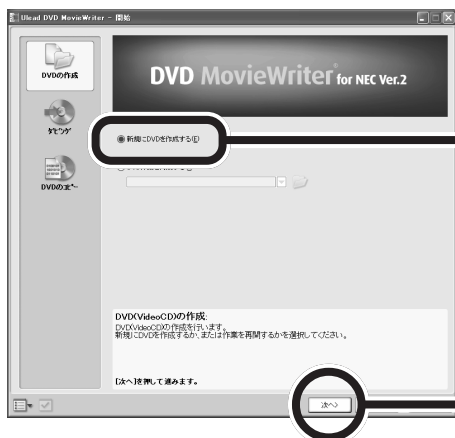 Ulead DVD MovieWriter - 開始
DVD MovieWriter for NEC Ver.2
DVDの作成
ダビング
DVDのコピー
新規にDVDを作成する(E)
DVD(VideoCD)の作成:
DVD(VideoCD)の作成を行います。
新規にDVDを作成するか、または作業を再開するかを選択してください。
[次へ]を押して進みます。
次へ>